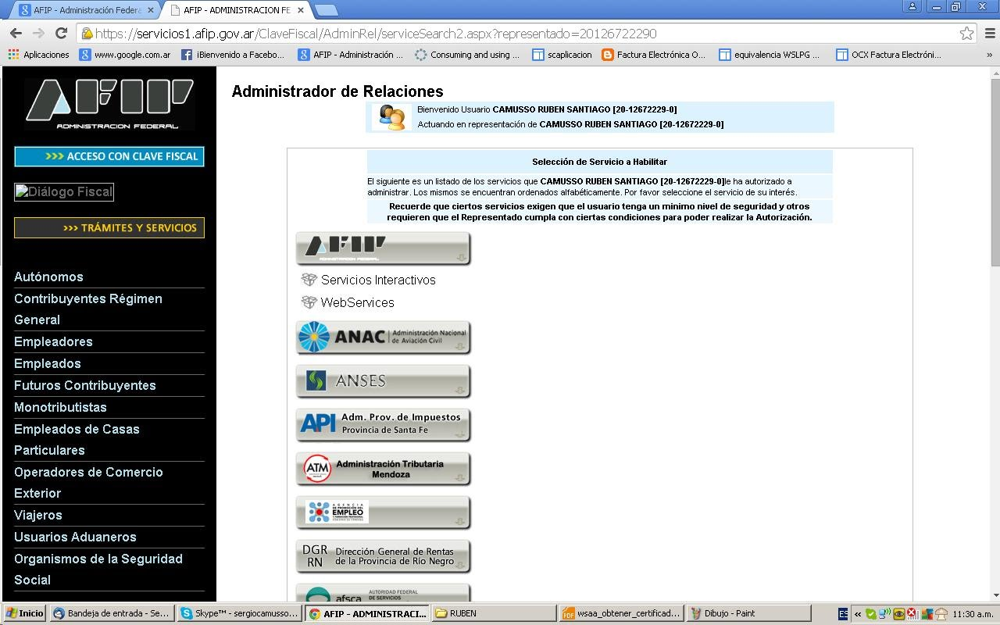 AFIP - Administración Federa
AFIP - ADMINISTRACION FE
https://servicios1.afip.gov.ar/ClaveFiscal/AdminRel/serviceSearch2.aspx?representado=20126722290
Aplicaciones
www.google.com.ar
iBienvenido a Facebo...
AFIP - Administración ...
Consuming and using ...
scaplicacion
Factura Electrónica O...
equivalencia WSLPG ...
OCX Factura Electróni...
»
AFIP
ADMINISTRACION FEDERAL
>>> ACCESO CON CLAVE FISCAL
Diálogo Fiscal
>>> TRÁMITES Y SERVICIOS
Autónomos
Contribuyentes Régimen
General
Empleadores
Empleados
Futuros Contribuyentes
Monotributistas
Empleados de Casas
Particulares
Operadores de Comercio
Exterior
Viajeros
Usuarios Aduaneros
Organismos de la Seguridad
Social
Administrador de Relaciones
Bienvenido Usuario CAMUSSO RUBEN SANTIAGO [20-12672229-0]
Actuando en representación de CAMUSSO RUBEN SANTIAGO [20-12672229-0]
Selección de Servicio a Habilitar
El siguiente es un listado de los servicios que CAMUSSO RUBEN SANTIAGO [20-12672229-0]le ha autorizado a
administrar. Los mismos se encuentran ordenados alfabéticamente. Por favor seleccione el servicio de su interés.
Recuerde que ciertos servicios exigen que el usuario tenga un minimo nivel de seguridad y otros
requieren que el Representado cumpla con ciertas condiciones para poder realizar la Autorización.
AFIP
ADMINISTRACION FEDERAL
Servicios Interactivos
WebServices
ANAC
Administración Nacional
de Aviación Civil
ANSES
API
Adm. Prov. de Impuestos
Provincia de Santa Fe
ATM
Administración Tributaria
Mendoza
AGENCIA
DE PROMOCIÓN DEL
EMPLEO
Y FORMACIÓN PROFESIONAL
DGR
RN
Dirección General de Rentas
de la Provincia de Río Negro
afsca
AUTORIDAD FEDERAL
DE SERVICIOS
Inicio
Bandeja de entrada - Se...
Skype™ - sergiocamusso...
AFIP - ADMINISTRACI...
RUBEN
wsaa_obtener_certificad...
Dibujo - Paint
ES
«
11:30 a.m.